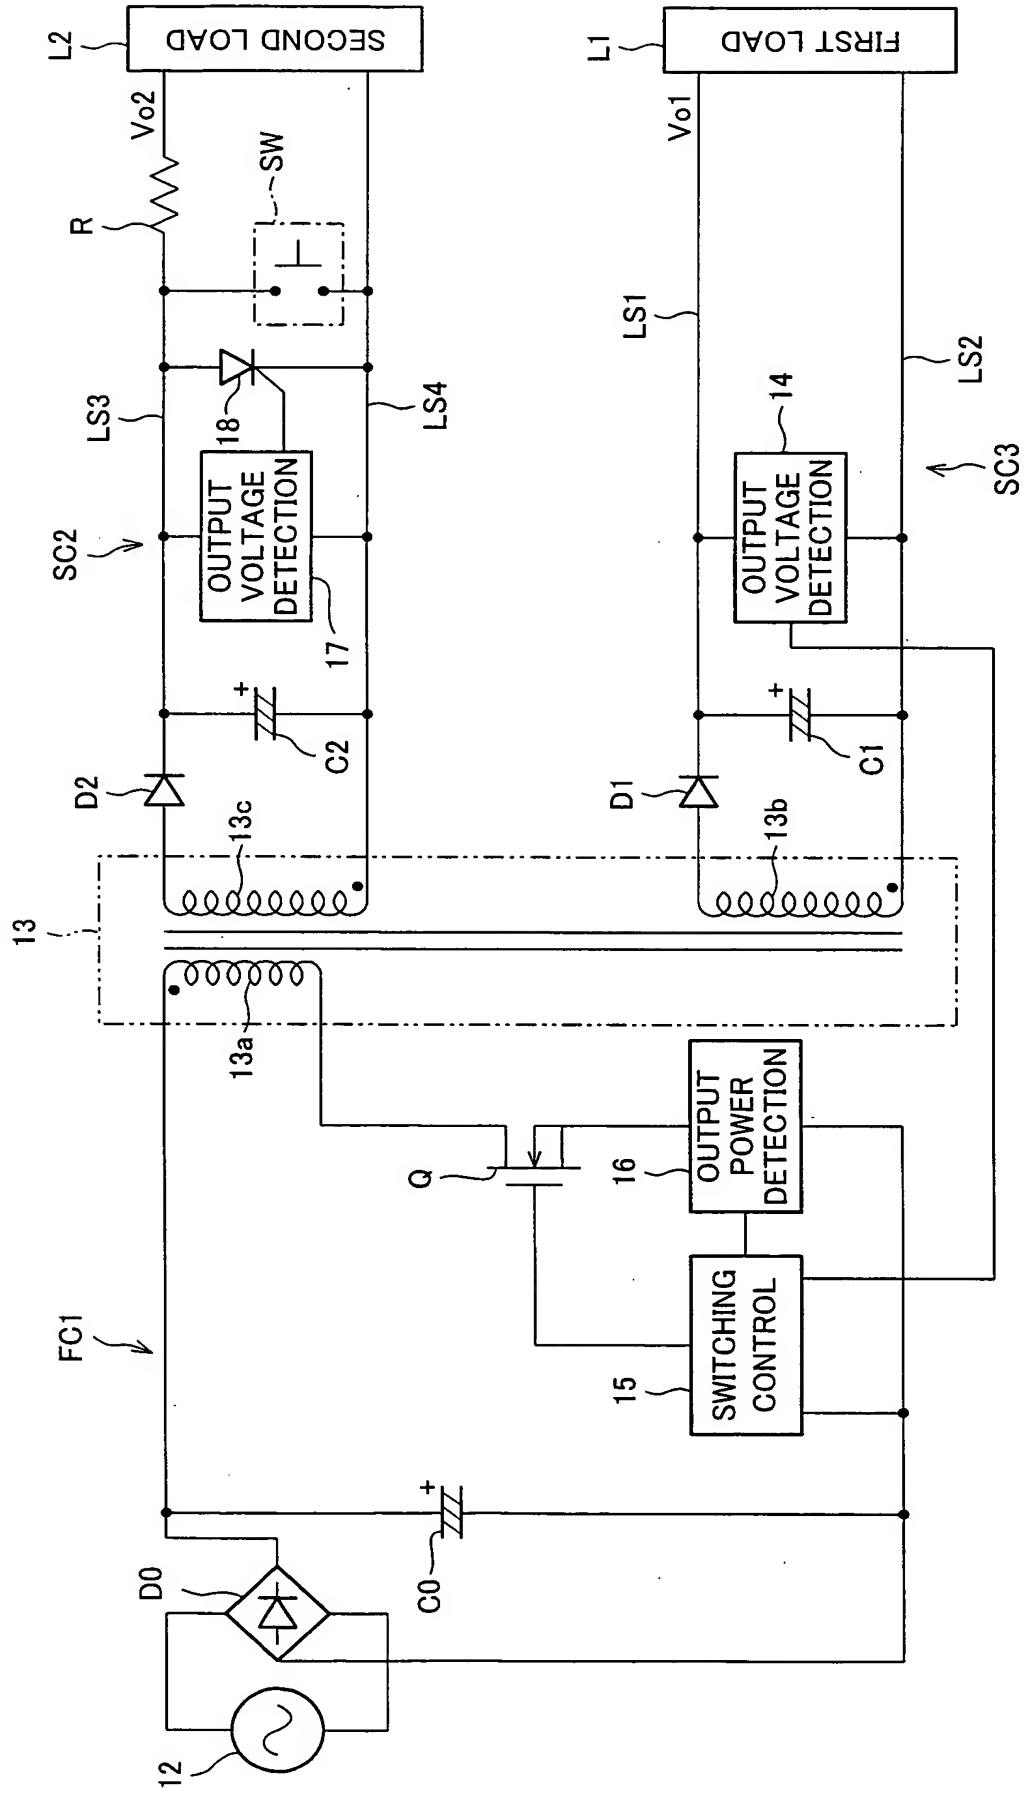 L2
SECOND LOAD
Vo2
R
SW
LS3
18
LS4
SC2
OUTPUT
VOLTAGE
DETECTION
17
+
C2
D2
13c
13
13a
L1
FIRST LOAD
Vo1
LS1
LS2
14
OUTPUT
VOLTAGE
DETECTION
SC3
+
C1
D1
13b
FC1
Q
16
OUTPUT
POWER
DETECTION
15
SWITCHING
CONTROL
D0
+
C0
12